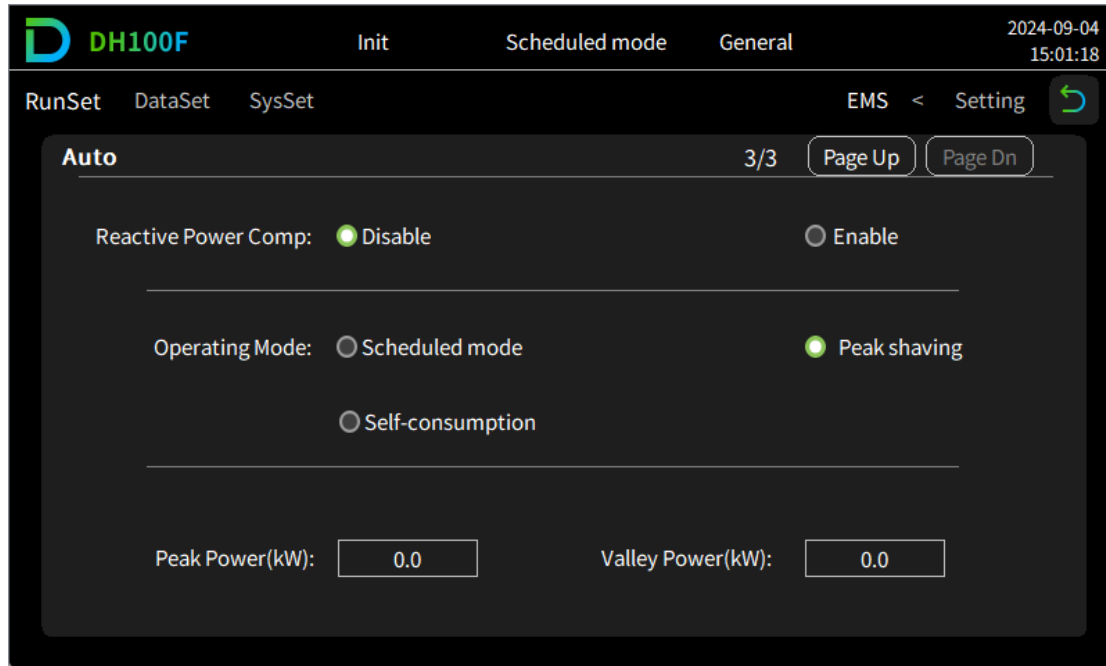 DH100F Init Scheduled mode General 2024-09-04
15:01:18
RunSet DataSet SysSet EMS < Setting
Auto 3/3 Page Up Page Dn
Reactive Power Comp: Disable Enable
Operating Mode: Scheduled mode Peak shaving
Self-consumption
Peak Power(kW): 0.0 Valley Power(kW): 0.0